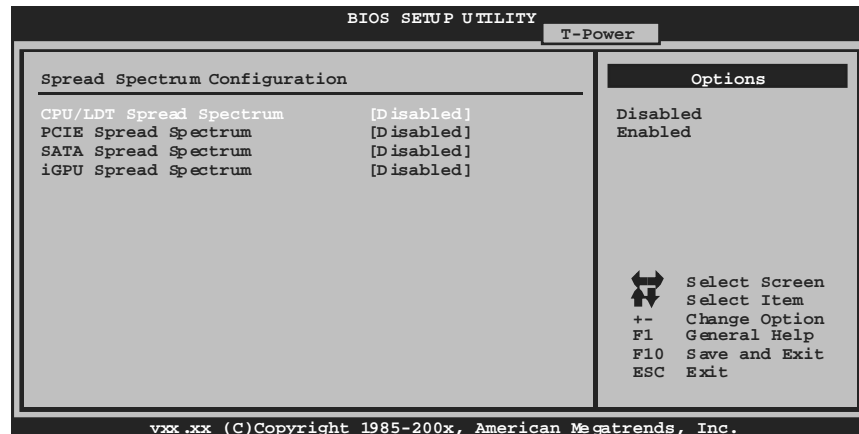 BIOS SETUP UTILITY
T-Power
Spread Spectrum Configuration
CPU/LDT Spread Spectrum [Disabled]
PCIE Spread Spectrum [Disabled]
SATA Spread Spectrum [Disabled]
iGPU Spread Spectrum [Disabled]
Options
Disabled
Enabled
Select Screen
Select Item
+- Change Option
F1 General Help
F10 Save and Exit
ESC Exit
vxx.xx (C)Copyright 1985-200x, American Megatrends, Inc.